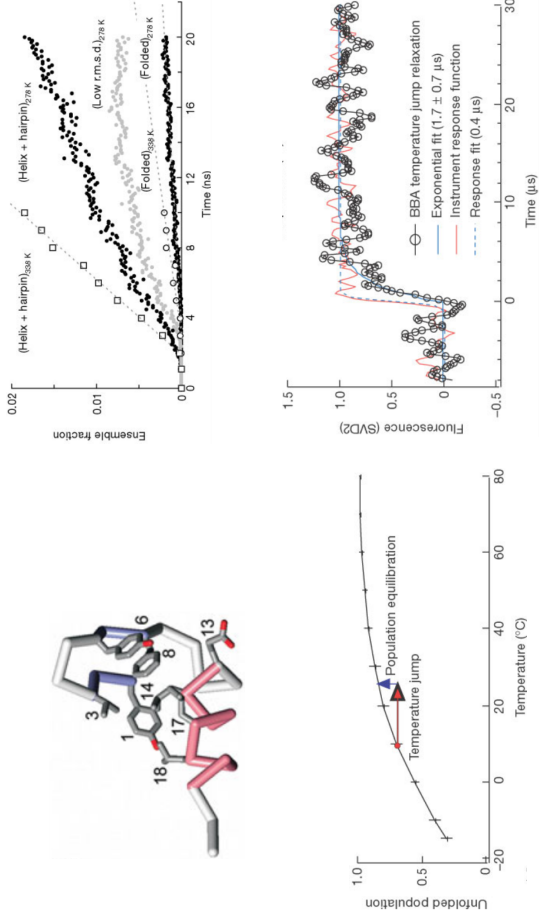 3
6
8
1
14
13
17
18
0.02
0.01
0
Ensemble fraction
(Helix + hairpin)338 K
(Helix + hairpin)278 K
(Low r.m.s.d.)278 K
(Folded)338 K
(Folded)278 K
0 4 8 12 16 20
Time (ns)
1.0
0.5
0
Unfolded population
Population equilibration
Temperature jump
−20 0 20 40 60 80
Temperature (°C)
1.5
1.0
0.5
0
−0.5
Fluorescence (SVD2)
BBA temperature jump relaxation
Exponential fit (1.7 ± 0.7 µs)
Instrument response function
Response fit (0.4 µs)
0 10 20 30
Time (µs)